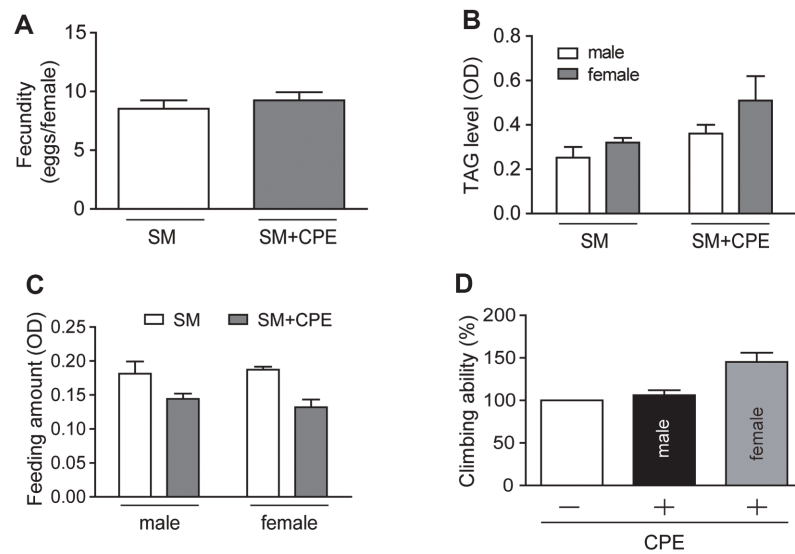 A
Fecundity
(eggs/female)
15
10
5
0
SM
SM+CPE
B
TAG level (OD)
0.8
0.6
0.4
0.2
0.0
male
female
SM
SM+CPE
C
Feeding amount (OD)
SM
SM+CPE
0.25
0.20
0.15
0.10
0.05
0.00
male
female
D
Climbing ability (%)
200
150
100
50
0
male
female
— + +
CPE